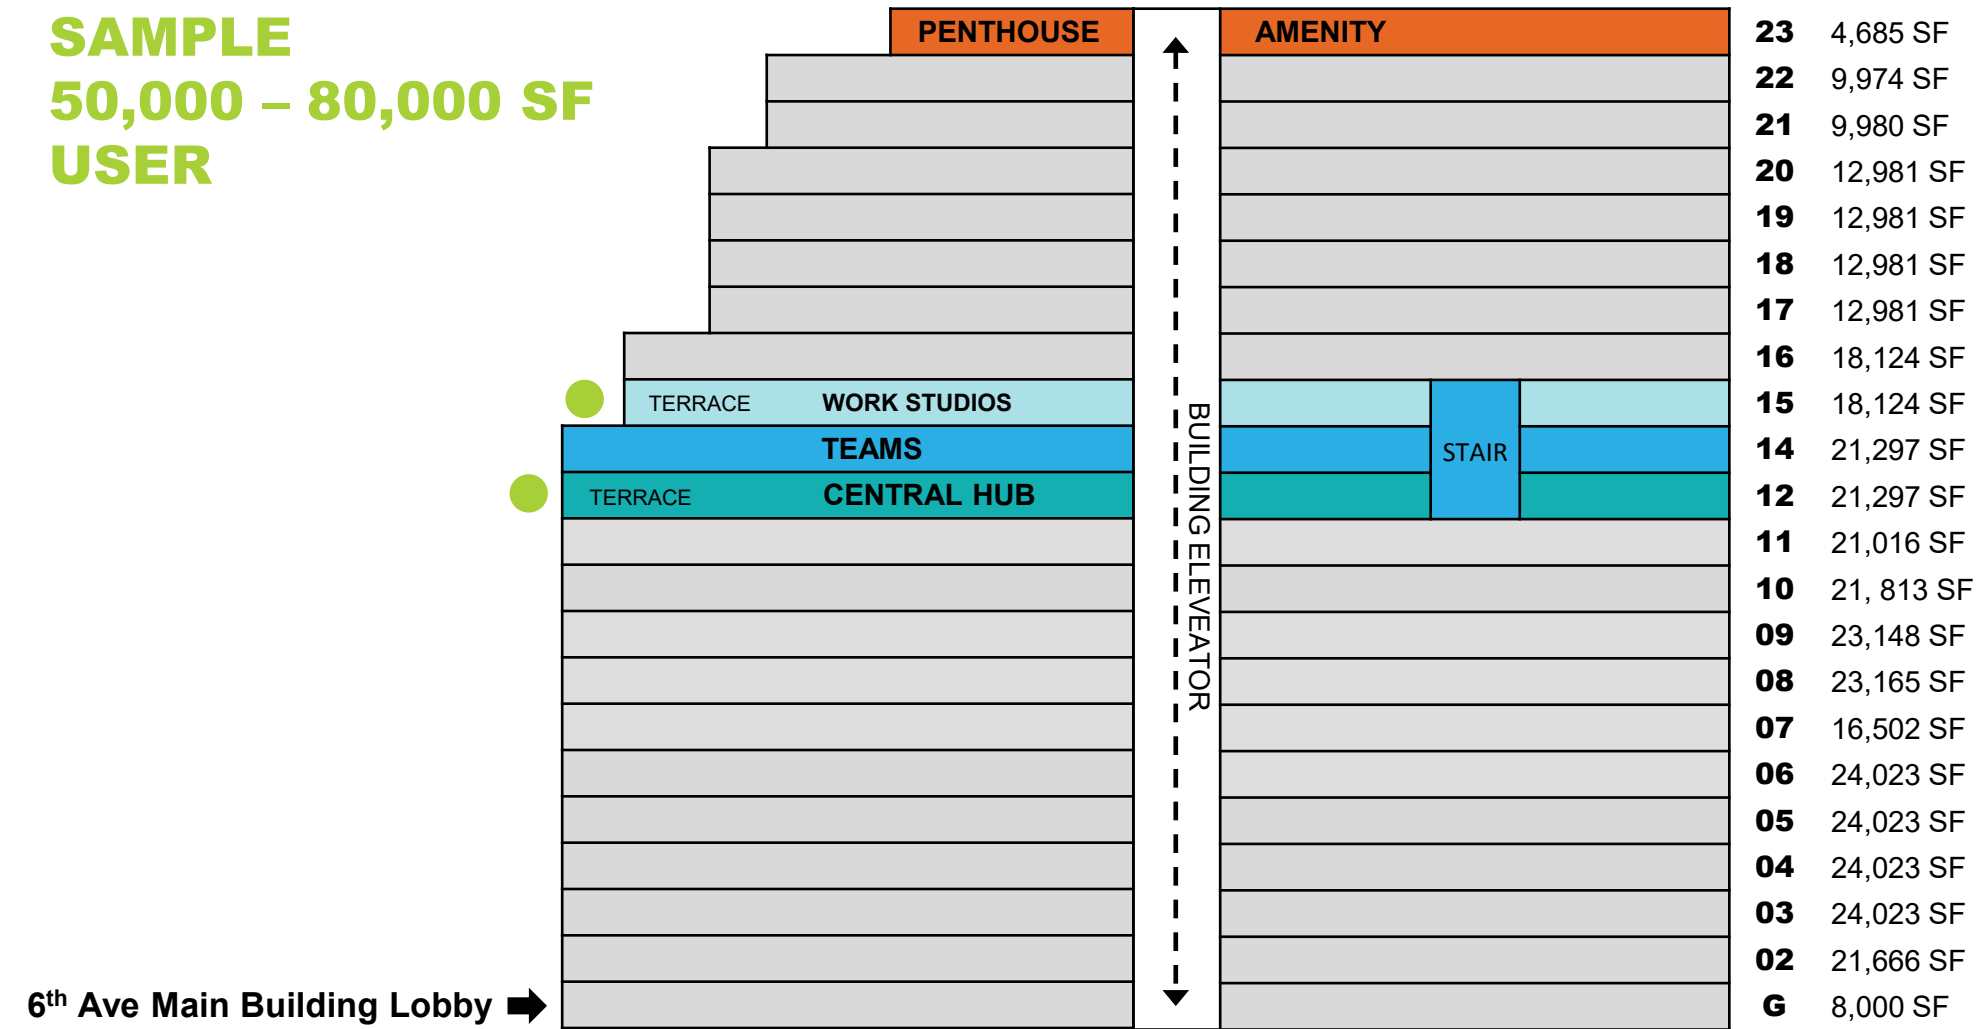 SAMPLE
50,000 – 80,000 SF
USER
PENTHOUSE AMENITY 23 4,685 SF
22 9,974 SF
21 9,980 SF
20 12,981 SF
19 12,981 SF
18 12,981 SF
17 12,981 SF
16 18,124 SF
TERRACE WORK STUDIOS 15 18,124 SF
TEAMS STAIR 14 21,297 SF
TERRACE CENTRAL HUB 12 21,297 SF
BUILDING ELEVEATOR
11 21,016 SF
10 21, 813 SF
09 23,148 SF
08 23,165 SF
07 16,502 SF
06 24,023 SF
05 24,023 SF
04 24,023 SF
03 24,023 SF
02 21,666 SF
6th Ave Main Building Lobby G 8,000 SF